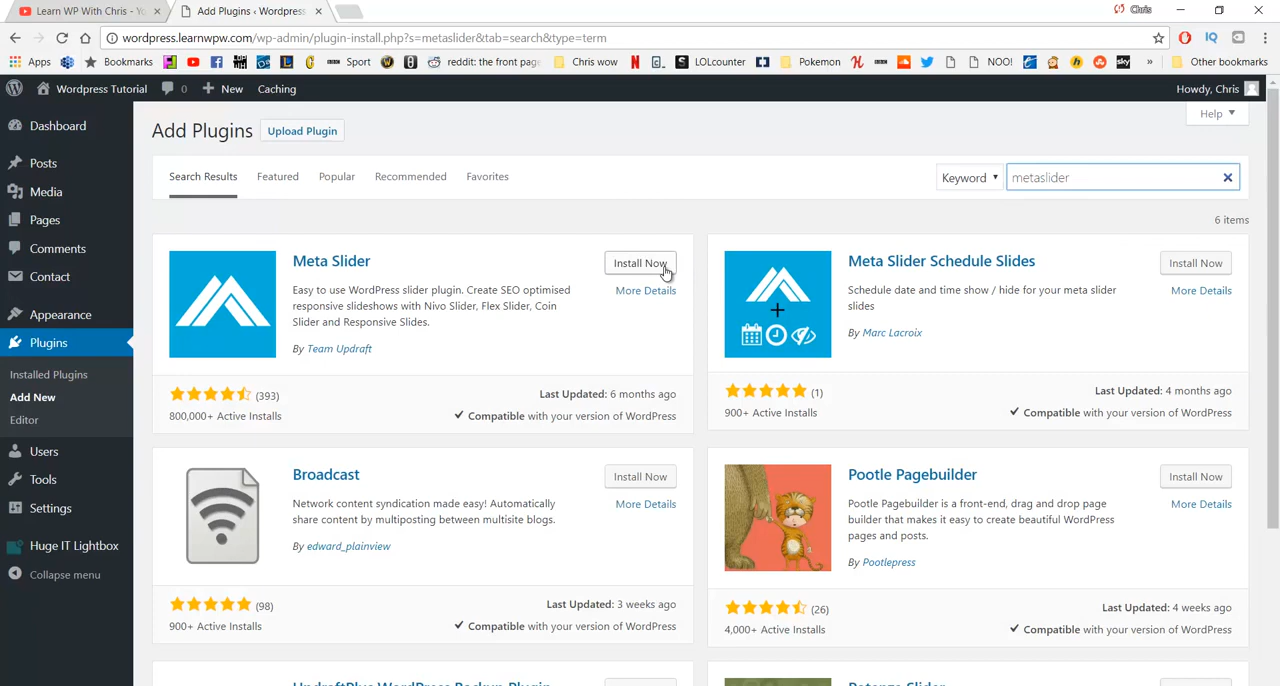 Learn WP With Chris - Yo
Add Plugins ‹ Wordpress
Chris
wordpress.learnwpw.com/wp-admin/plugin-install.php?s=metaslider&tab=search&type=term
Apps
Bookmarks
Sport
reddit: the front page
Chris wow
LOLcounter
Pokemon
NOO!
sky
»
Other bookmarks
Wordpress Tutorial
0
New
Caching
Howdy, Chris
Dashboard
Posts
Media
Pages
Comments
Contact
Appearance
Plugins
Installed Plugins
Add New
Editor
Users
Tools
Settings
Huge IT Lightbox
Collapse menu
Help
Add Plugins
Upload Plugin
Search Results
Featured
Popular
Recommended
Favorites
Keyword
metaslider
6 items
Meta Slider
Install Now
More Details
Easy to use WordPress slider plugin. Create SEO optimised
responsive slideshows with Nivo Slider, Flex Slider, Coin
Slider and Responsive Slides.
By Team Updraft
(393)
Last Updated: 6 months ago
800,000+ Active Installs
Compatible with your version of WordPress
Meta Slider Schedule Slides
Install Now
More Details
Schedule date and time show / hide for your meta slider
slides
By Marc Lacroix
(1)
Last Updated: 4 months ago
900+ Active Installs
Compatible with your version of WordPress
Broadcast
Install Now
More Details
Network content syndication made easy! Automatically
share content by multiposting between multisite blogs.
By edward_plainview
(98)
Last Updated: 3 weeks ago
900+ Active Installs
Compatible with your version of WordPress
Pootle Pagebuilder
Install Now
More Details
Pootle Pagebuilder is a front-end, drag and drop page
builder that makes it easy to create beautiful WordPress
pages and posts.
By Pootlepress
(26)
Last Updated: 4 weeks ago
4,000+ Active Installs
Compatible with your version of WordPress
UpdraftPlus WordPress Backup Plugin